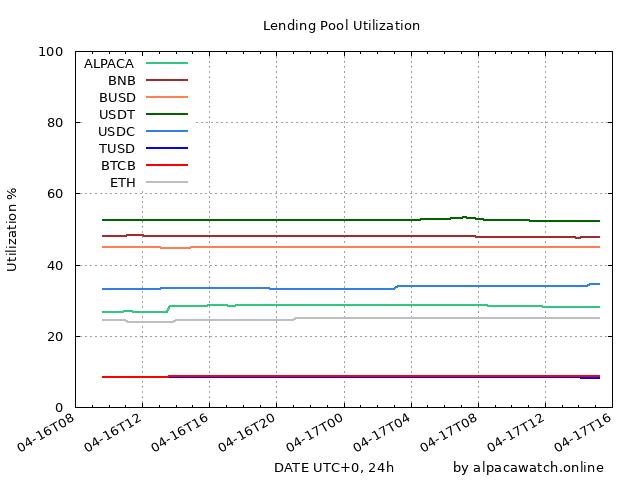 Lending Pool Utilization
100
80
60
40
20
0
Utilization %
ALPACA
BNB
BUSD
USDT
USDC
TUSD
BTCB
ETH
04-16T08
04-16T12
04-16T16
04-16T20
04-17T00
04-17T04
04-17T08
04-17T12
04-17T16
DATE UTC+0, 24h
by alpacawatch.online